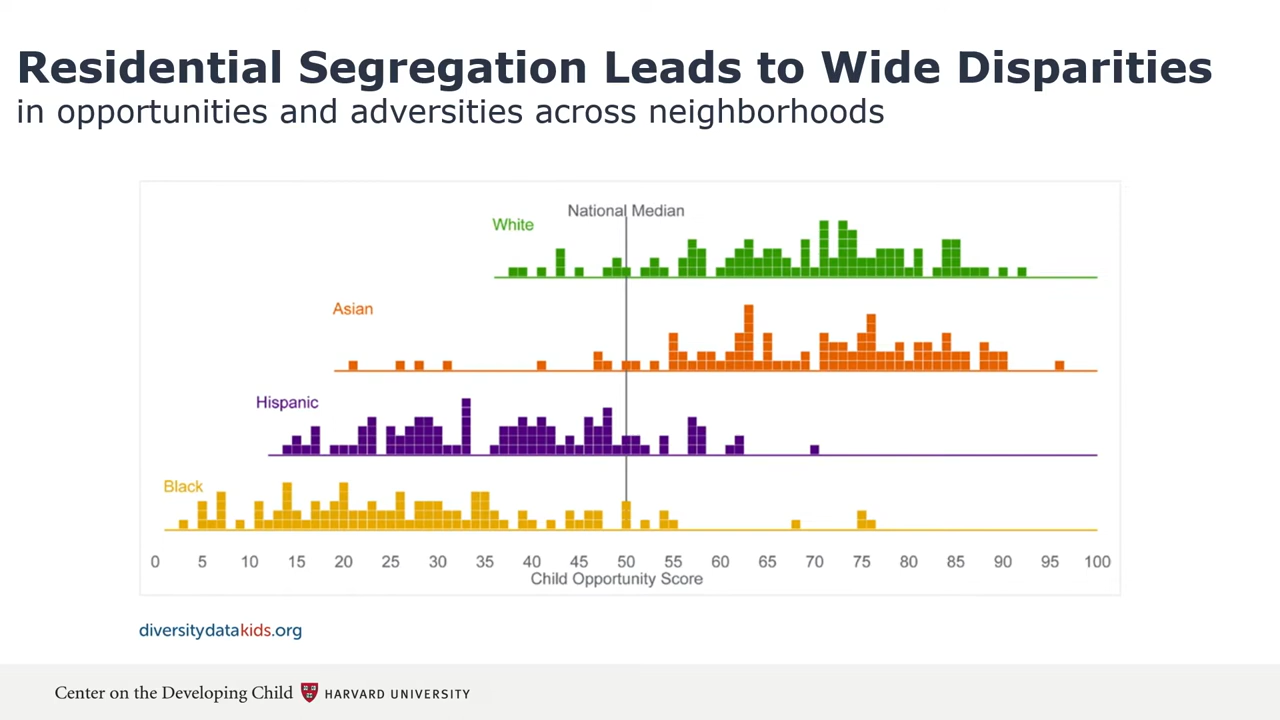 Residential Segregation Leads to Wide Disparities
in opportunities and adversities across neighborhoods
National Median
White
Asian
Hispanic
Black
0 5 10 15 20 25 30 35 40 45 50 55 60 65 70 75 80 85 90 95 100
Child Opportunity Score
diversitydatakids.org
Center on the Developing Child HARVARD UNIVERSITY